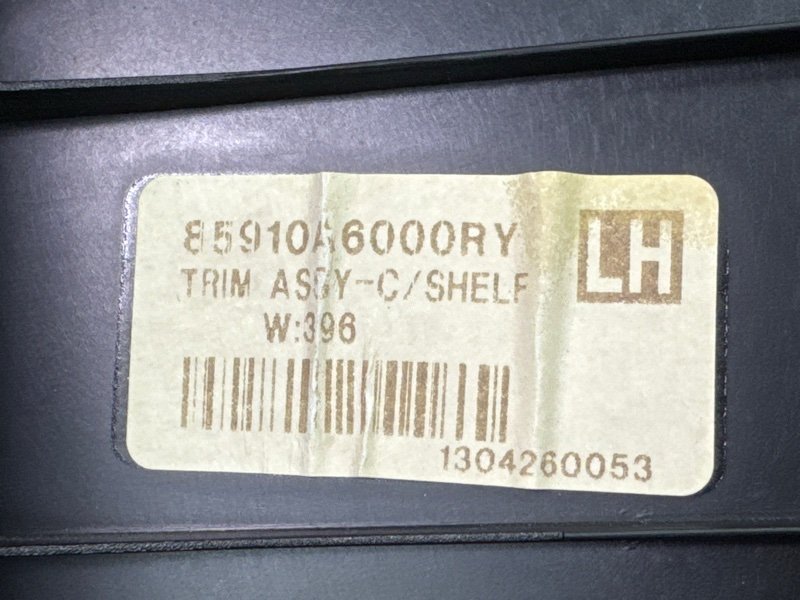 85910A6000RY
LH
TRIM ASSY-C/SHELF
W:396
1304260053